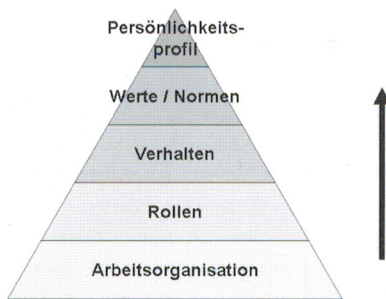 Persönlichkeits-
profil
Werte / Normen
Verhalten
Rollen
Arbeitsorganisation